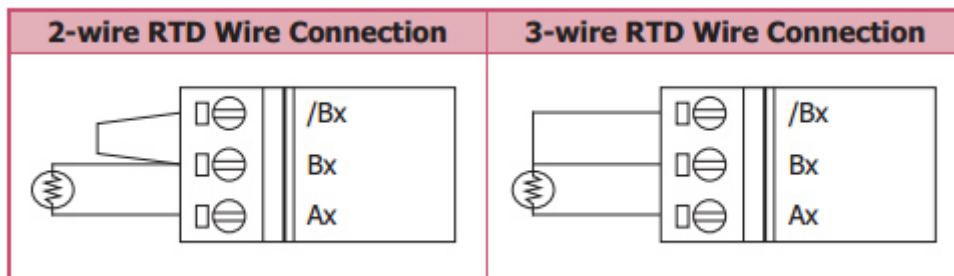 2-wire RTD Wire Connection
3-wire RTD Wire Connection
/Bx
Bx
Ax
/Bx
Bx
Ax